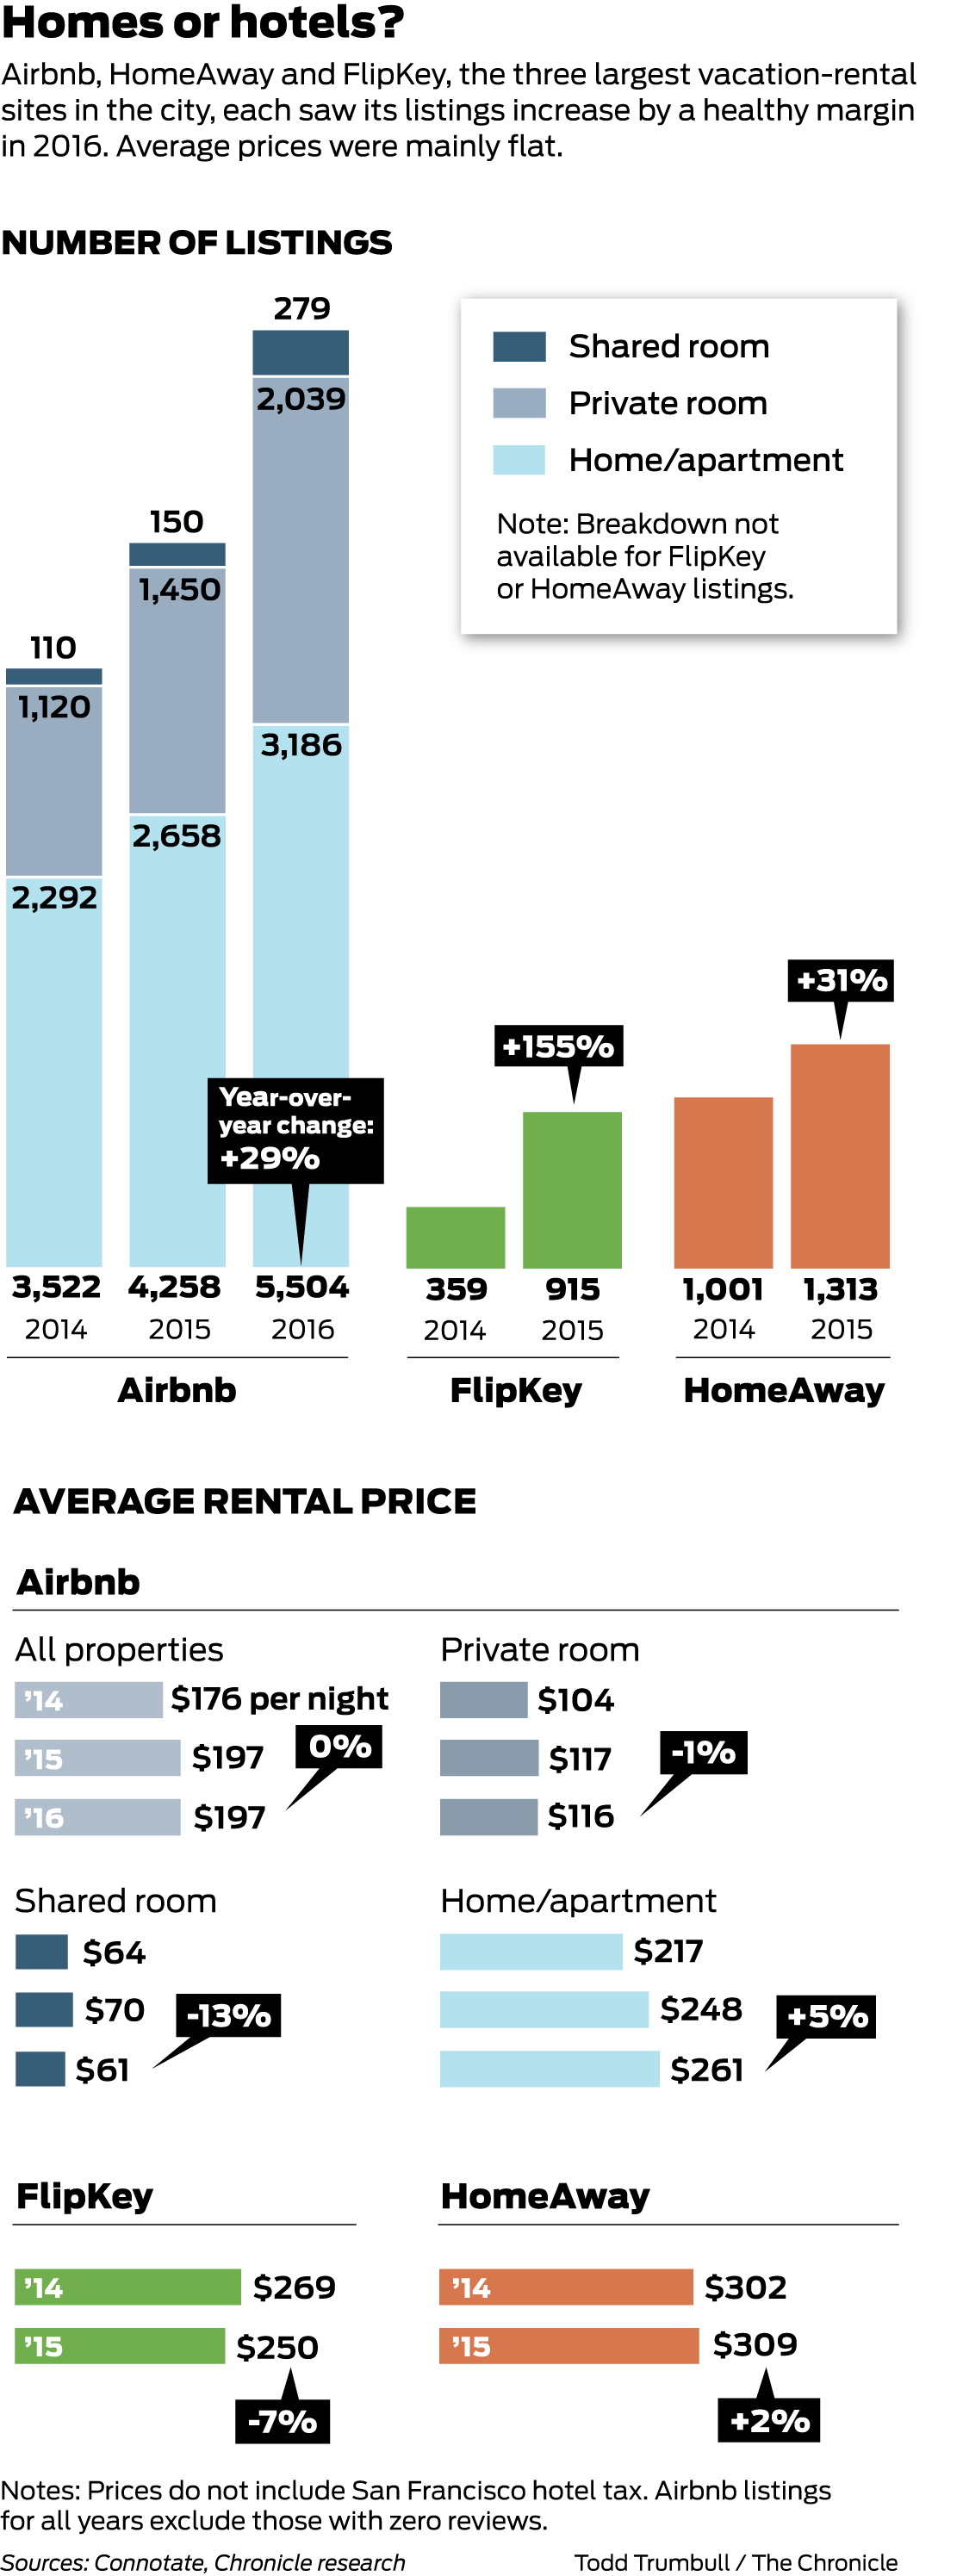 Homes or hotels?
Airbnb, HomeAway and FlipKey, the three largest vacation-rental
sites in the city, each saw its listings increase by a healthy margin
in 2016. Average prices were mainly flat.
NUMBER OF LISTINGS
Shared room
Private room
Home/apartment
Note: Breakdown not
available for FlipKey
or HomeAway listings.
110
1,120
2,292
3,522
2014
150
1,450
2,658
4,258
2015
279
2,039
3,186
Year-over-
year change:
+29%
5,504
2016
Airbnb
359
2014
+155%
915
2015
FlipKey
1,001
2014
+31%
1,313
2015
HomeAway
AVERAGE RENTAL PRICE
Airbnb
All properties
’14 $176 per night
’15 $197
0%
’16 $197
Private room
$104
$117
-1%
$116
Shared room
$64
$70
-13%
$61
Home/apartment
$217
$248
+5%
$261
FlipKey
’14 $269
’15 $250
-7%
HomeAway
’14 $302
’15 $309
+2%
Notes: Prices do not include San Francisco hotel tax. Airbnb listings
for all years exclude those with zero reviews.
Sources: Connotate, Chronicle research
Todd Trumbull / The Chronicle